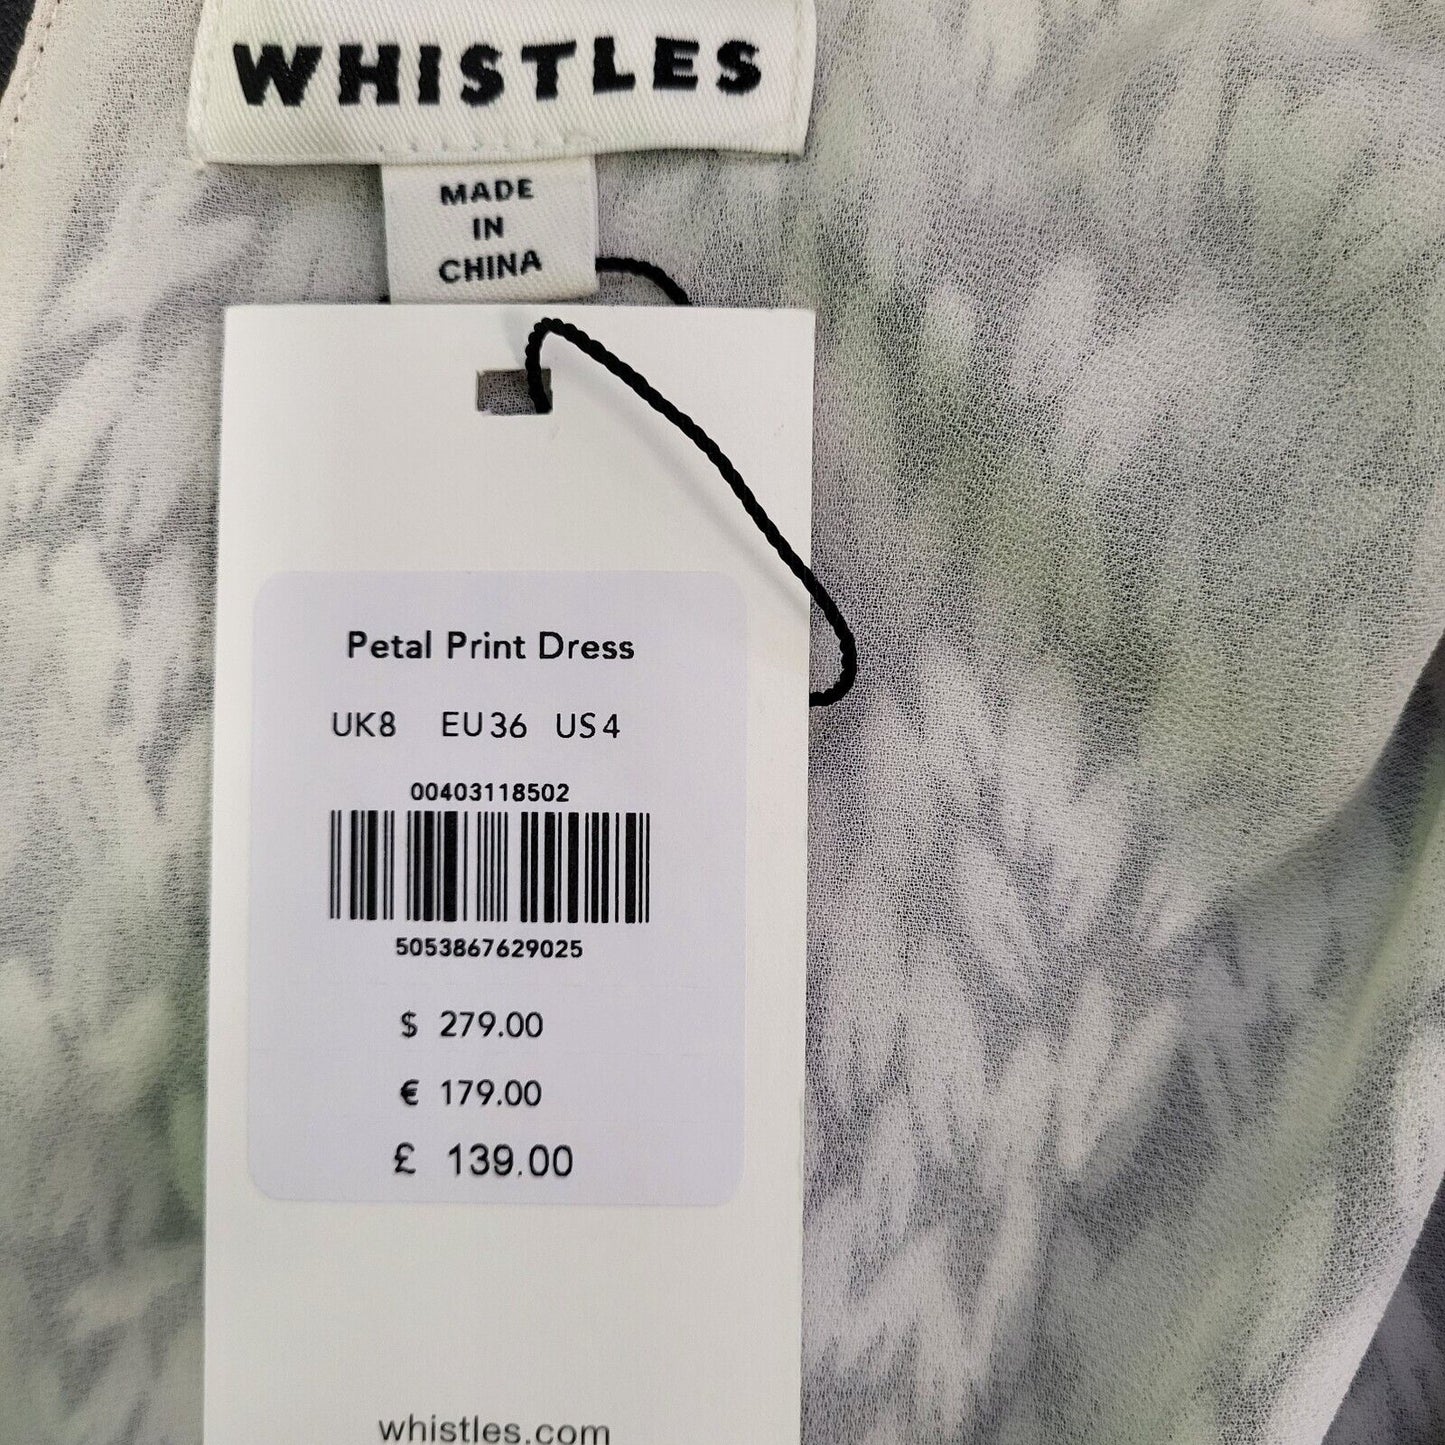 WHISTLES
MADE
IN
CHINA
Petal Print Dress
UK8 EU36 US4
00403118502
5053867629025
$ 279.00
€ 179.00
£ 139.00
whistles.com